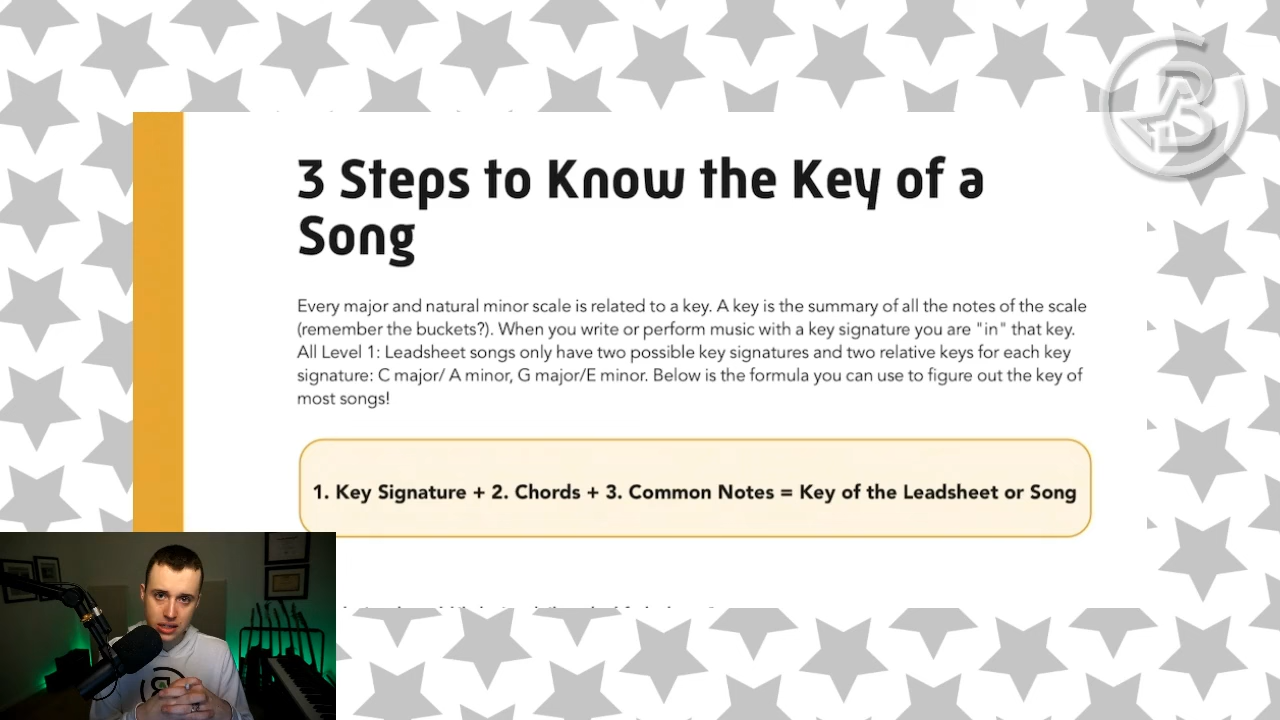 3 Steps to Know the Key of a
Song
Every major and natural minor scale is related to a key. A key is the summary of all the notes of the scale
(remember the buckets?). When you write or perform music with a key signature you are "in" that key.
All Level 1: Leadsheet songs only have two possible key signatures and two relative keys for each key
signature: C major/ A minor, G major/E minor. Below is the formula you can use to figure out the key of
most songs!
1. Key Signature + 2. Chords + 3. Common Notes = Key of the Leadsheet or Song